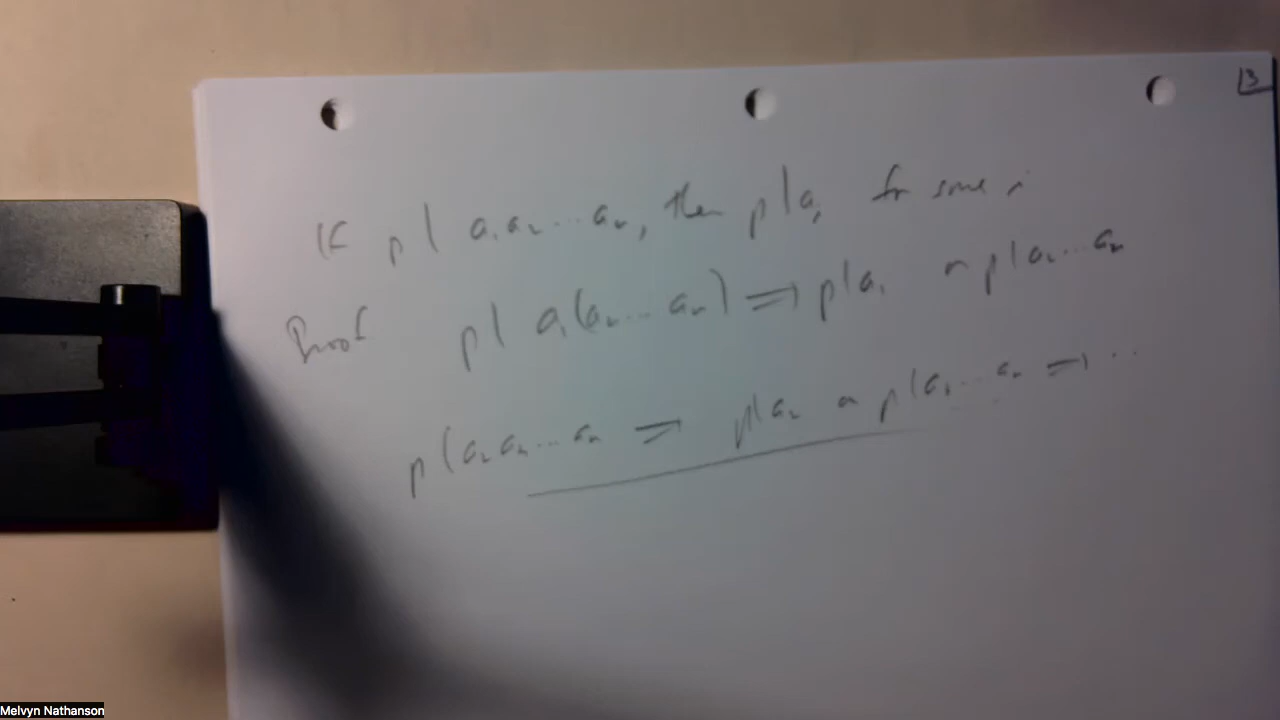 13
If p | a₁a₂...aₙ, then p|aᵢ for some i
Proof p | a₁(a₂...aₙ) ⟹ p|a₁ or p|a₂...aₙ
p|a₂a₃...aₙ ⟹ p|a₂ or p|a₃...aₙ ⟹ ...
Melvyn Nathanson